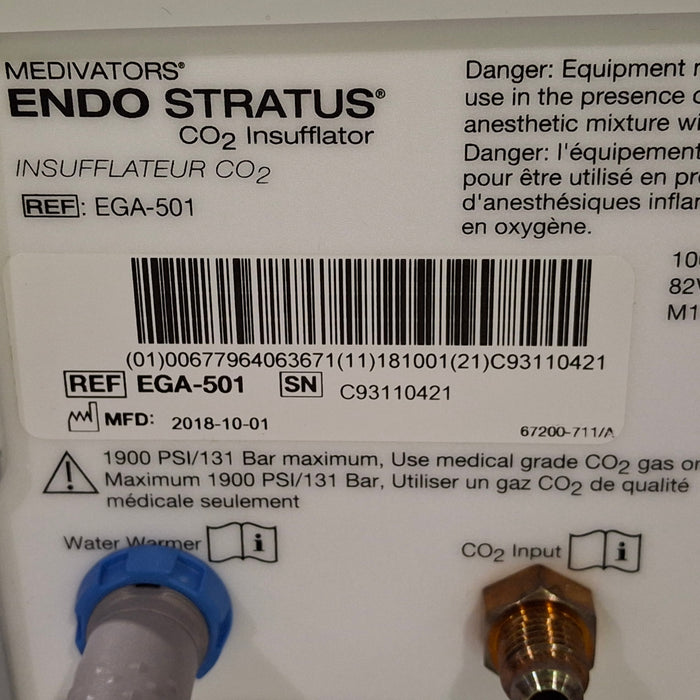 MEDIVATORS®
ENDO STRATUS®
CO2 Insufflator
INSUFFLATEUR CO2
REF: EGA-501
Danger: Equipment
use in the presence
anesthetic mixture
Danger: l'équipement
pour être utilisé en
d'anesthésiques
en oxygène.
(01)00677964063671(11)181001(21)C93110421
REF EGA-501 SN C93110421
MFD: 2018-10-01
67200-711/A
1900 PSI/131 Bar maximum, Use medical grade CO2 gas
Maximum 1900 PSI/131 Bar, Utiliser un gaz CO2 de qualité
médicale seulement
Water Warmer i
CO2 Input i